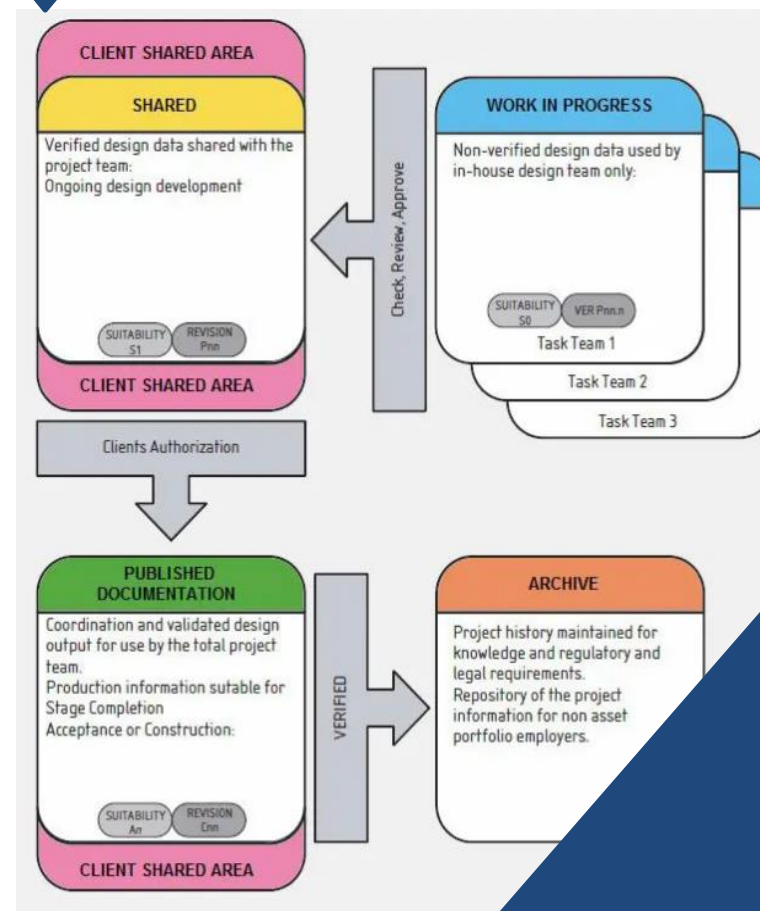 CLIENT SHARED AREA
SHARED
Verified design data shared with the
project team:
Ongoing design development
SUITABILITY
S1
REVISION
Pnn
CLIENT SHARED AREA
Check, Review, Approve
WORK IN PROGRESS
Non-verified design data used by
in-house design team only:
SUITABILITY
S0
VER Pnn.n
Task Team 1
Task Team 2
Task Team 3
Clients Authorization
PUBLISHED
DOCUMENTATION
Coordination and validated design
output for use by the total project
team.
Production information sutable for
Stage Completion
Acceptance or Construction:
SUITABILITY
An
REVISION
Cnn
CLIENT SHARED AREA
VERIFIED
ARCHIVE
Project history maintained for
knowledge and regulatory and
legal requirements.
Repository of the project
information for non asset
portfolio employers.